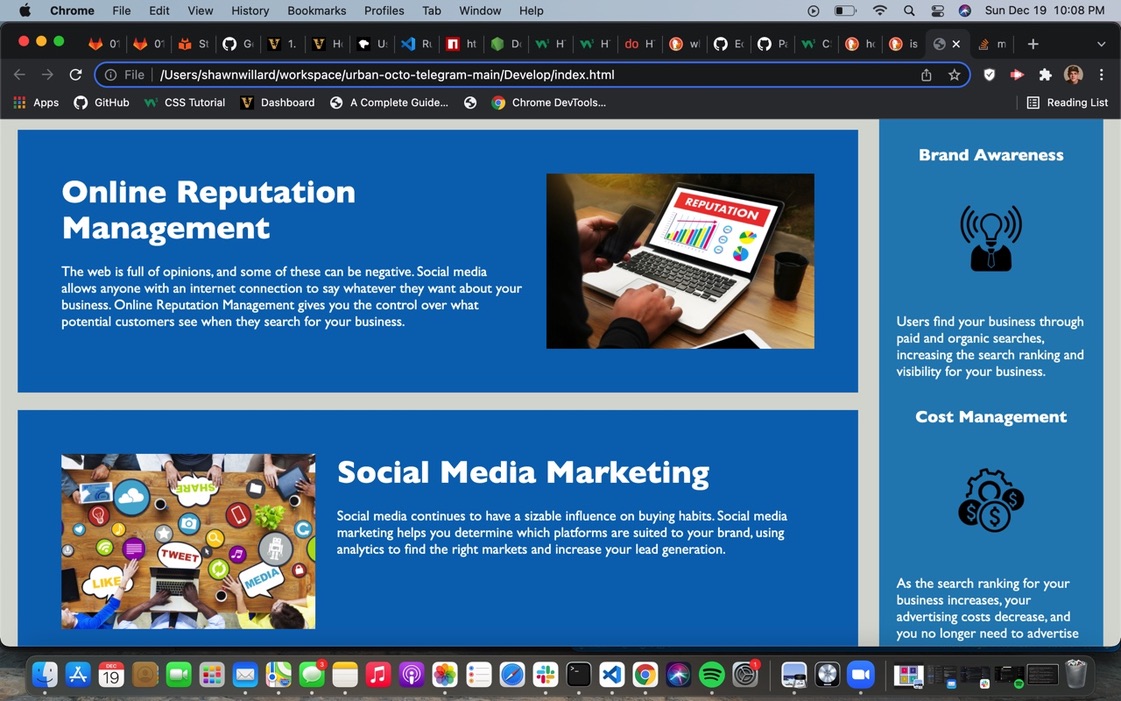 Chrome File Edit View History Bookmarks Profiles Tab Window Help Sun Dec 19 10:08 PM
File /Users/shawnwillard/workspace/urban-octo-telegram-main/Develop/index.html
Apps GitHub CSS Tutorial Dashboard A Complete Guide... Chrome DevTools... Reading List
Online Reputation
Management
The web is full of opinions, and some of these can be negative. Social media
allows anyone with an internet connection to say whatever they want about your
business. Online Reputation Management gives you the control over what
potential customers see when they search for your business.
REPUTATION
Social Media Marketing
Social media continues to have a sizable influence on buying habits. Social media
marketing helps you determine which platforms are suited to your brand, using
analytics to find the right markets and increase your lead generation.
SHARE
TWEET
LIKE
MEDIA
Brand Awareness
Users find your business through
paid and organic searches,
increasing the search ranking and
visibility for your business.
Cost Management
As the search ranking for your
business increases, your
advertising costs decrease, and
you no longer need to advertise
DEC
19
3
1